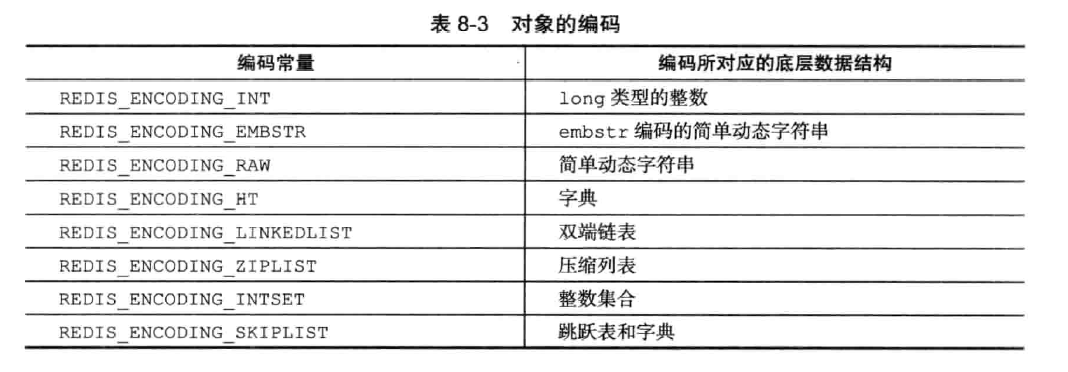 表 8-3 对象的编码
编码常量 编码所对应的底层数据结构
REDIS_ENCODING_INT long 类型的整数
REDIS_ENCODING_EMBSTR embstr 编码的简单动态字符串
REDIS_ENCODING_RAW 简单动态字符串
REDIS_ENCODING_HT 字典
REDIS_ENCODING_LINKEDLIST 双端链表
REDIS_ENCODING_ZIPLIST 压缩列表
REDIS_ENCODING_INTSET 整数集合
REDIS_ENCODING_SKIPLIST 跳跃表和字典